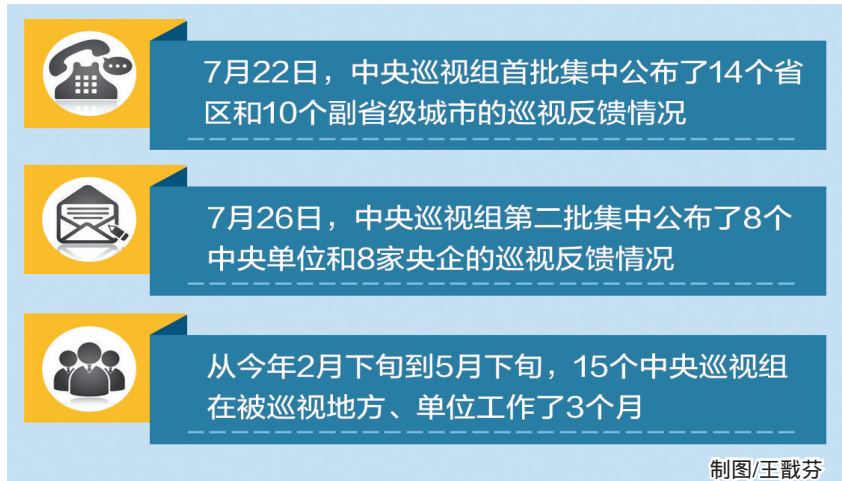 7月22日，中央巡视组首批集中公布了14个省
区和10个副省级城市的巡视反馈情况
7月26日，中央巡视组第二批集中公布了8个
中央单位和8家央企的巡视反馈情况
从今年2月下旬到5月下旬，15个中央巡视组
在被巡视地方、单位工作了3个月
制图/王戬芬